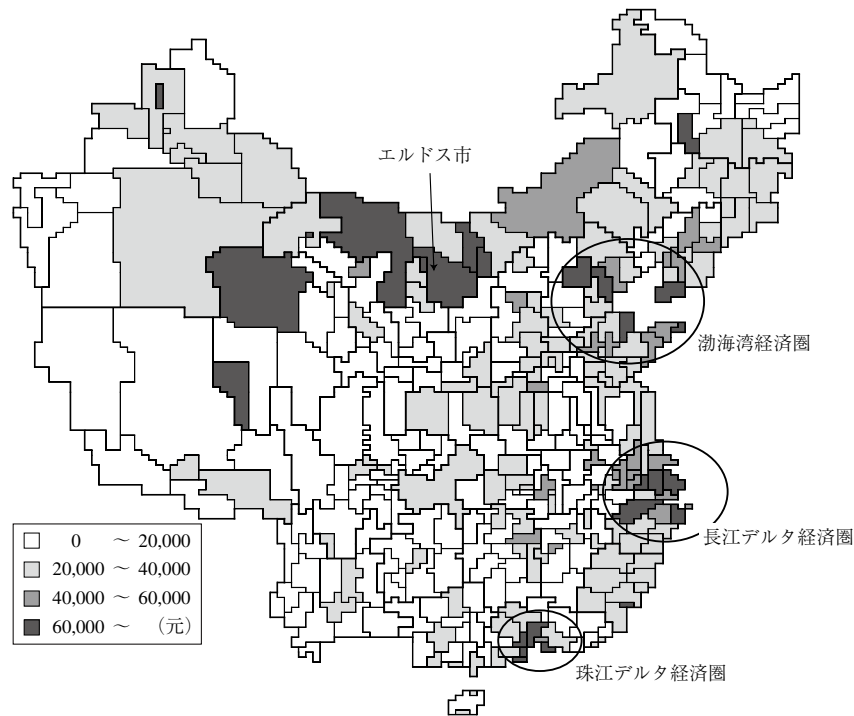 エルドス市
渤海湾経済圏
長江デルタ経済圏
珠江デルタ経済圏
0 ～ 20,000
20,000 ～ 40,000
40,000 ～ 60,000
60,000 ～ （元）